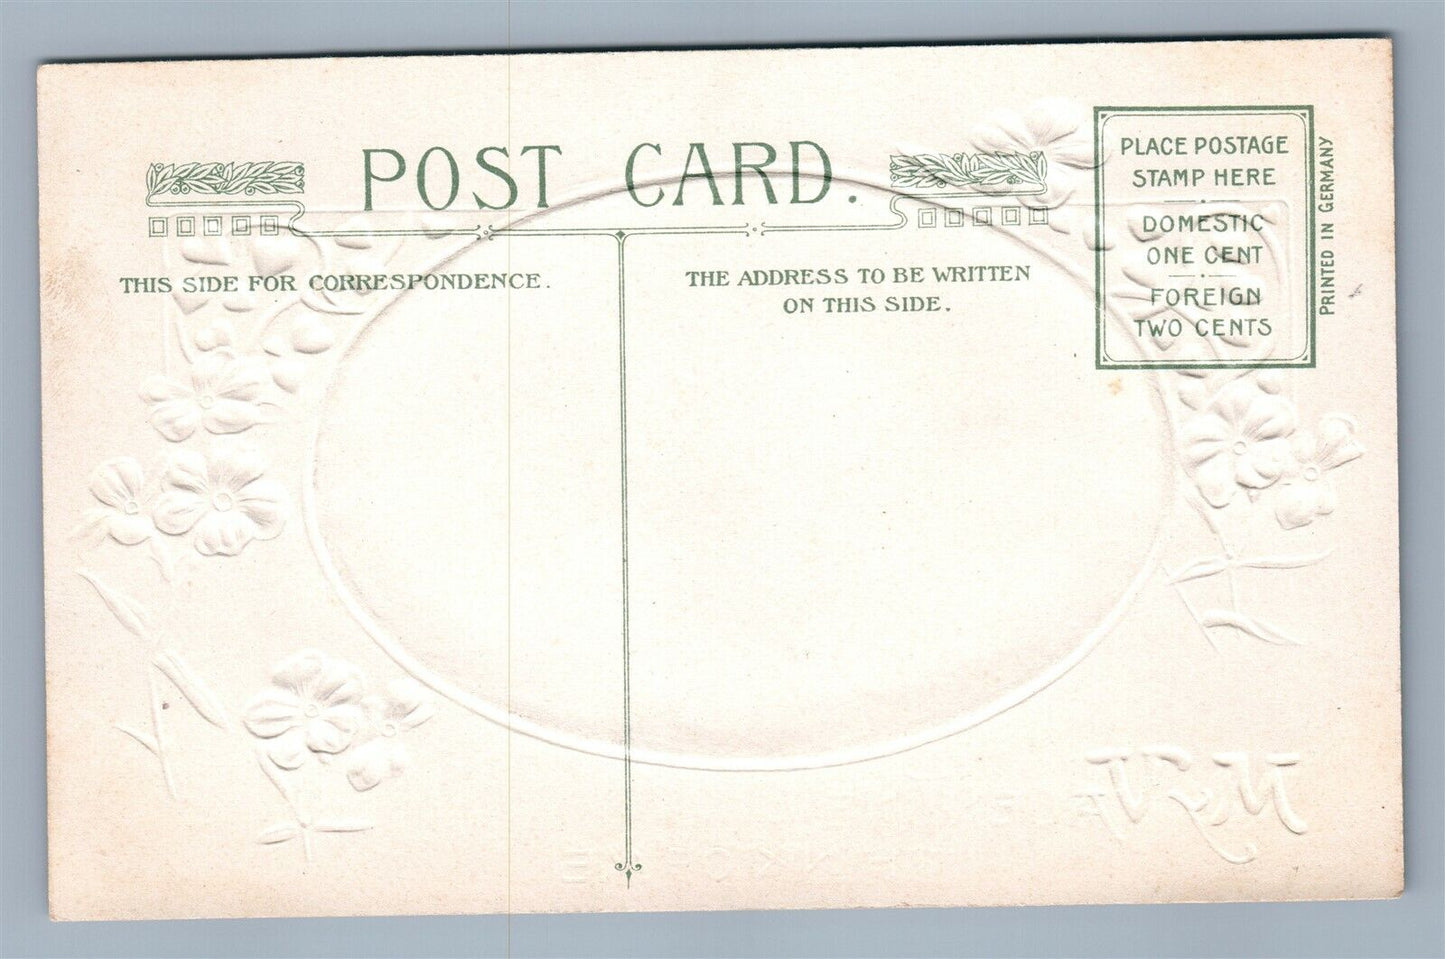 POST CARD.
THIS SIDE FOR CORRESPONDENCE.
THE ADDRESS TO BE WRITTEN
ON THIS SIDE.
PLACE POSTAGE
STAMP HERE
DOMESTIC
ONE CENT
FOREIGN
TWO CENTS
PRINTED IN GERMANY